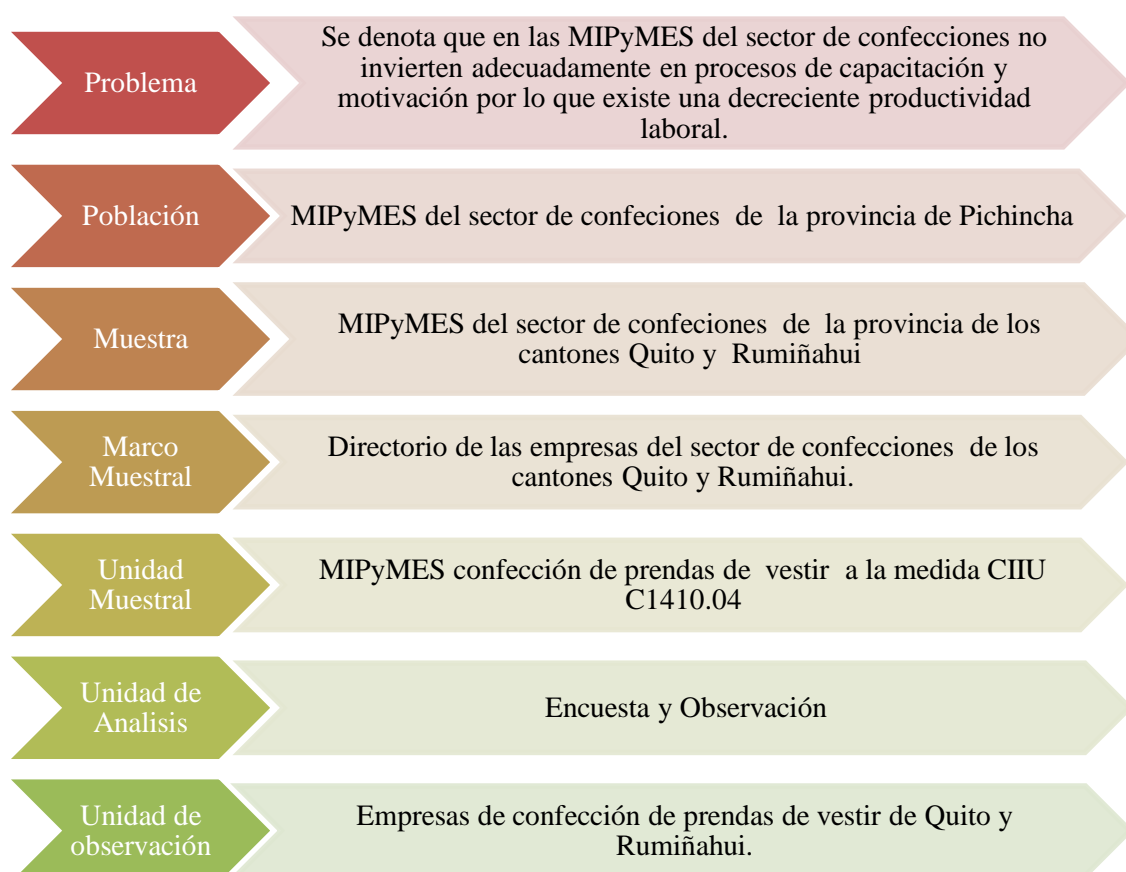 Problema
Se denota que en las MIPyMES del sector de confecciones no
invierten adecuadamente en procesos de capacitación y
motivación por lo que existe una decreciente productividad
laboral.
Población
MIPyMES del sector de confeciones de la provincia de Pichincha
Muestra
MIPyMES del sector de confeciones de la provincia de los
cantones Quito y Rumiñahui
Marco
Muestral
Directorio de las empresas del sector de confecciones de los
cantones Quito y Rumiñahui.
Unidad
Muestral
MIPyMES confección de prendas de vestir a la medida CIIU
C1410.04
Unidad de
Analisis
Encuesta y Observación
Unidad de
observación
Empresas de confección de prendas de vestir de Quito y
Rumiñahui.